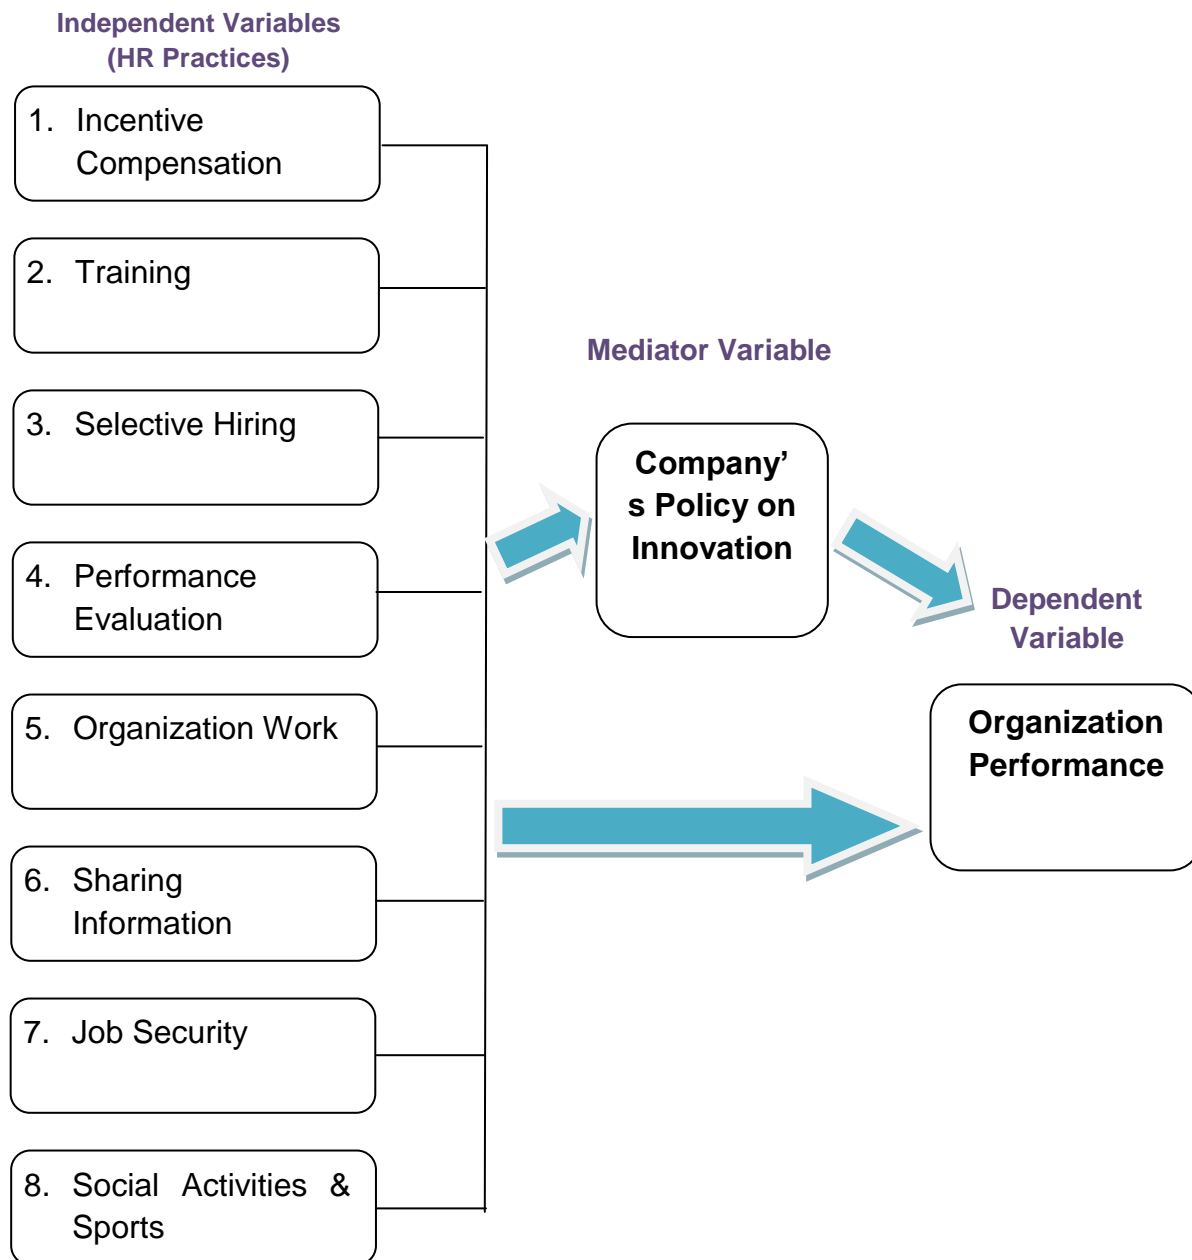 Independent Variables
(HR Practices)
1. Incentive
Compensation
2. Training
3. Selective Hiring
4. Performance
Evaluation
5. Organization Work
6. Sharing
Information
7. Job Security
8. Social Activities &
Sports
Mediator Variable
Company’
s Policy on
Innovation
Dependent
Variable
Organization
Performance